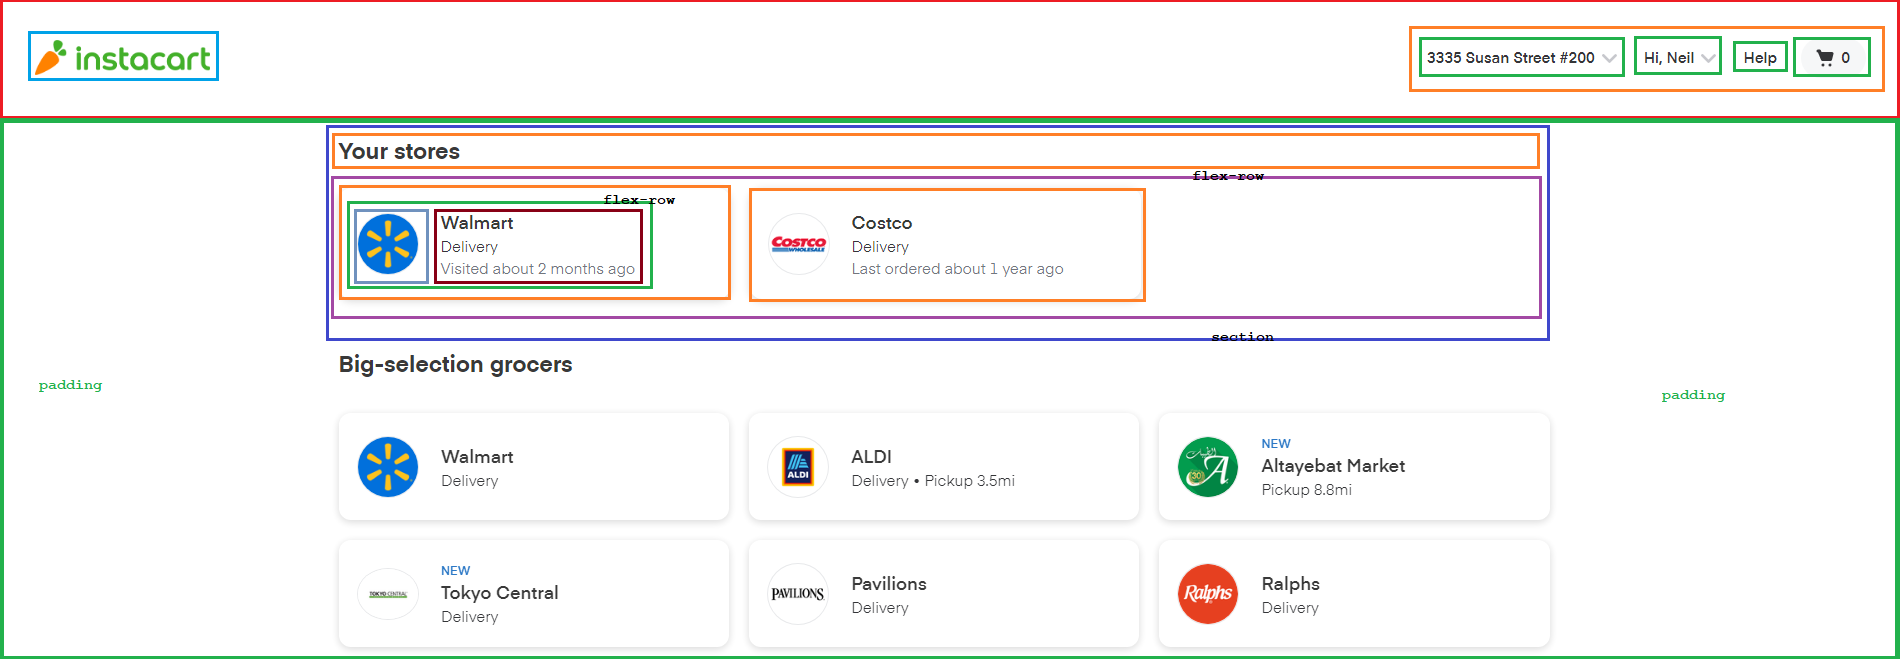 instacart
3335 Susan Street #200
Hi, Neil
Help
0
Your stores
flex-row
flex-row
Walmart
Delivery
Visited about 2 months ago
Costco
Delivery
Last ordered about 1 year ago
COSTCO
WHOLESALE
section
Big-selection grocers
padding
padding
Walmart
Delivery
ALDI
ALDI
Delivery • Pickup 3.5mi
NEW
Altayebat Market
Pickup 8.8mi
TOKYO CENTRAL
NEW
Tokyo Central
Delivery
PAVILIONS
Pavilions
Delivery
Ralphs
Ralphs
Delivery